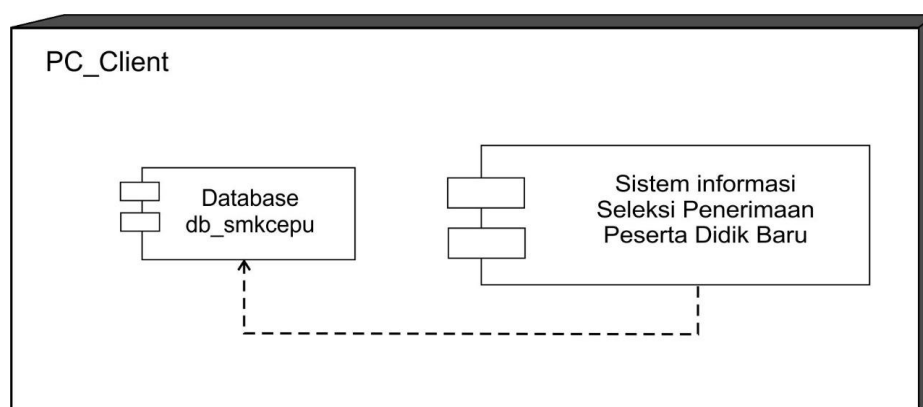 PC_Client
Database
db_smkcepu
Sistem informasi
Seleksi Penerimaan
Peserta Didik Baru